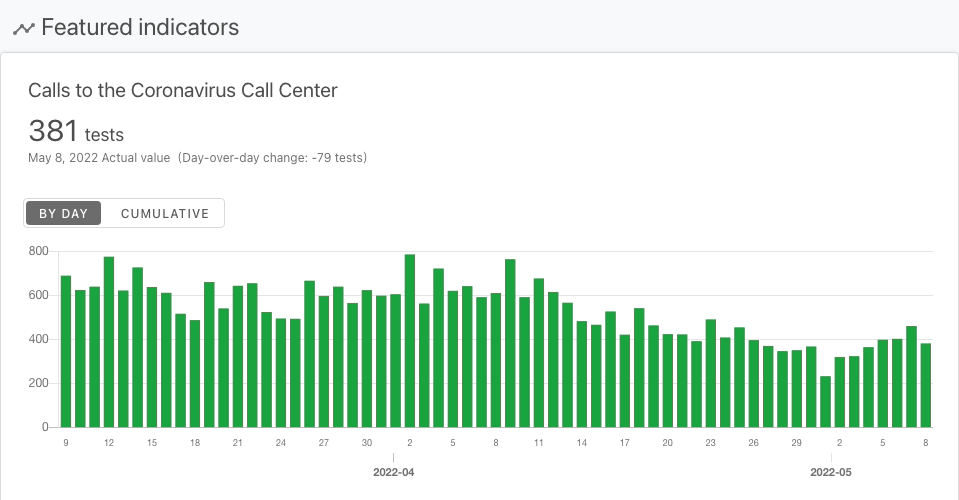 Featured indicators
Calls to the Coronavirus Call Center
381 tests
May 8, 2022 Actual value (Day-over-day change: -79 tests)
BY DAY CUMULATIVE
800
600
400
200
0
9 12 15 18 21 24 27 30 2 5 8 11 14 17 20 23 26 29 2 5 8
2022-04 2022-05